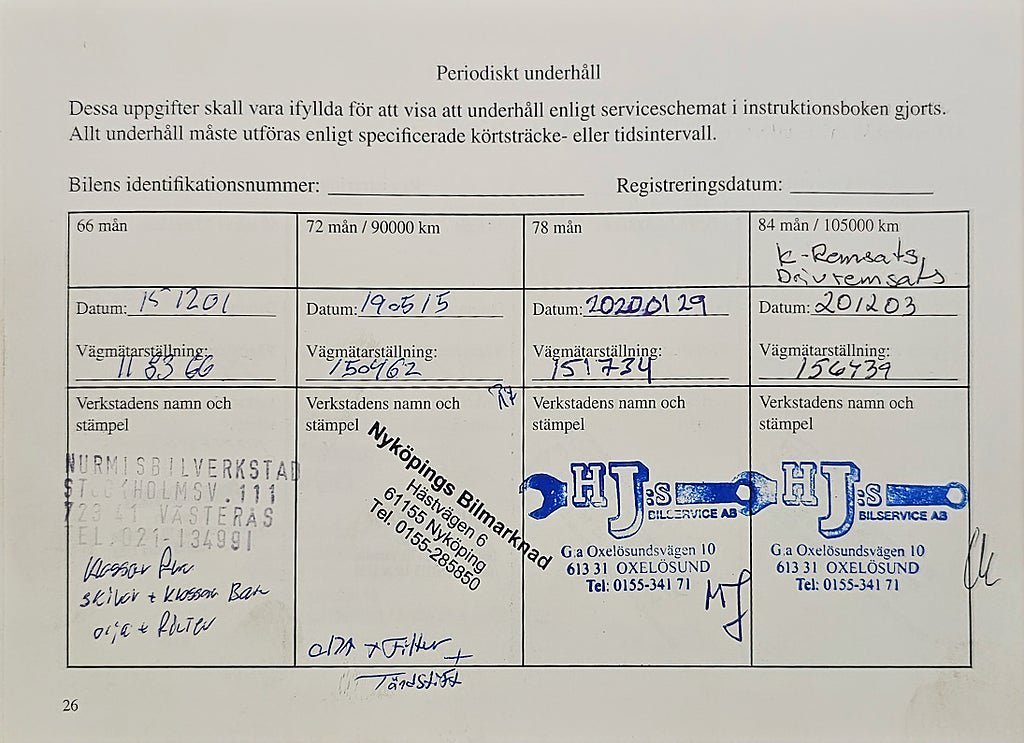 Periodiskt underhåll
Dessa uppgifter skall vara ifyllda för att visa att underhåll enligt serviceschemat i instruktionsboken gjorts.
Allt underhåll måste utföras enligt specificerade körtsträcke- eller tidsintervall.
Bilens identifikationsnummer: Registreringsdatum:
66 mån
Datum: 151201
Vägmätarställning:
118366
Verkstadens namn och
stämpel
NURMISBILVERKSTAD
STOCKHOLMSV.111
723 41 VÄSTERÅS
TEL.021-134991
Klossar Fram
skivor + klossar Bak
olja + Filter
72 mån / 90000 km
Datum: 190515
Vägmätarställning:
150462
Verkstadens namn och
stämpel
Nyköpings Bilmarknad
Hästvägen 6
61155 Nyköping
Tel. 0155-285850
olja + Filter +
Tändstift
78 mån
Datum: 20200129
Vägmätarställning:
151734
Verkstadens namn och
stämpel
HJ:s
BILSERVICE AB
G:a Oxelösundsvägen 10
613 31 OXELÖSUND
Tel: 0155-341 71
84 mån / 105000 km
K-Remsats,
Drivremsats
Datum: 201203
Vägmätarställning:
156439
Verkstadens namn och
stämpel
HJ:s
BILSERVICE AB
G:a Oxelösundsvägen 10
613 31 OXELÖSUND
Tel: 0155-341 71
26